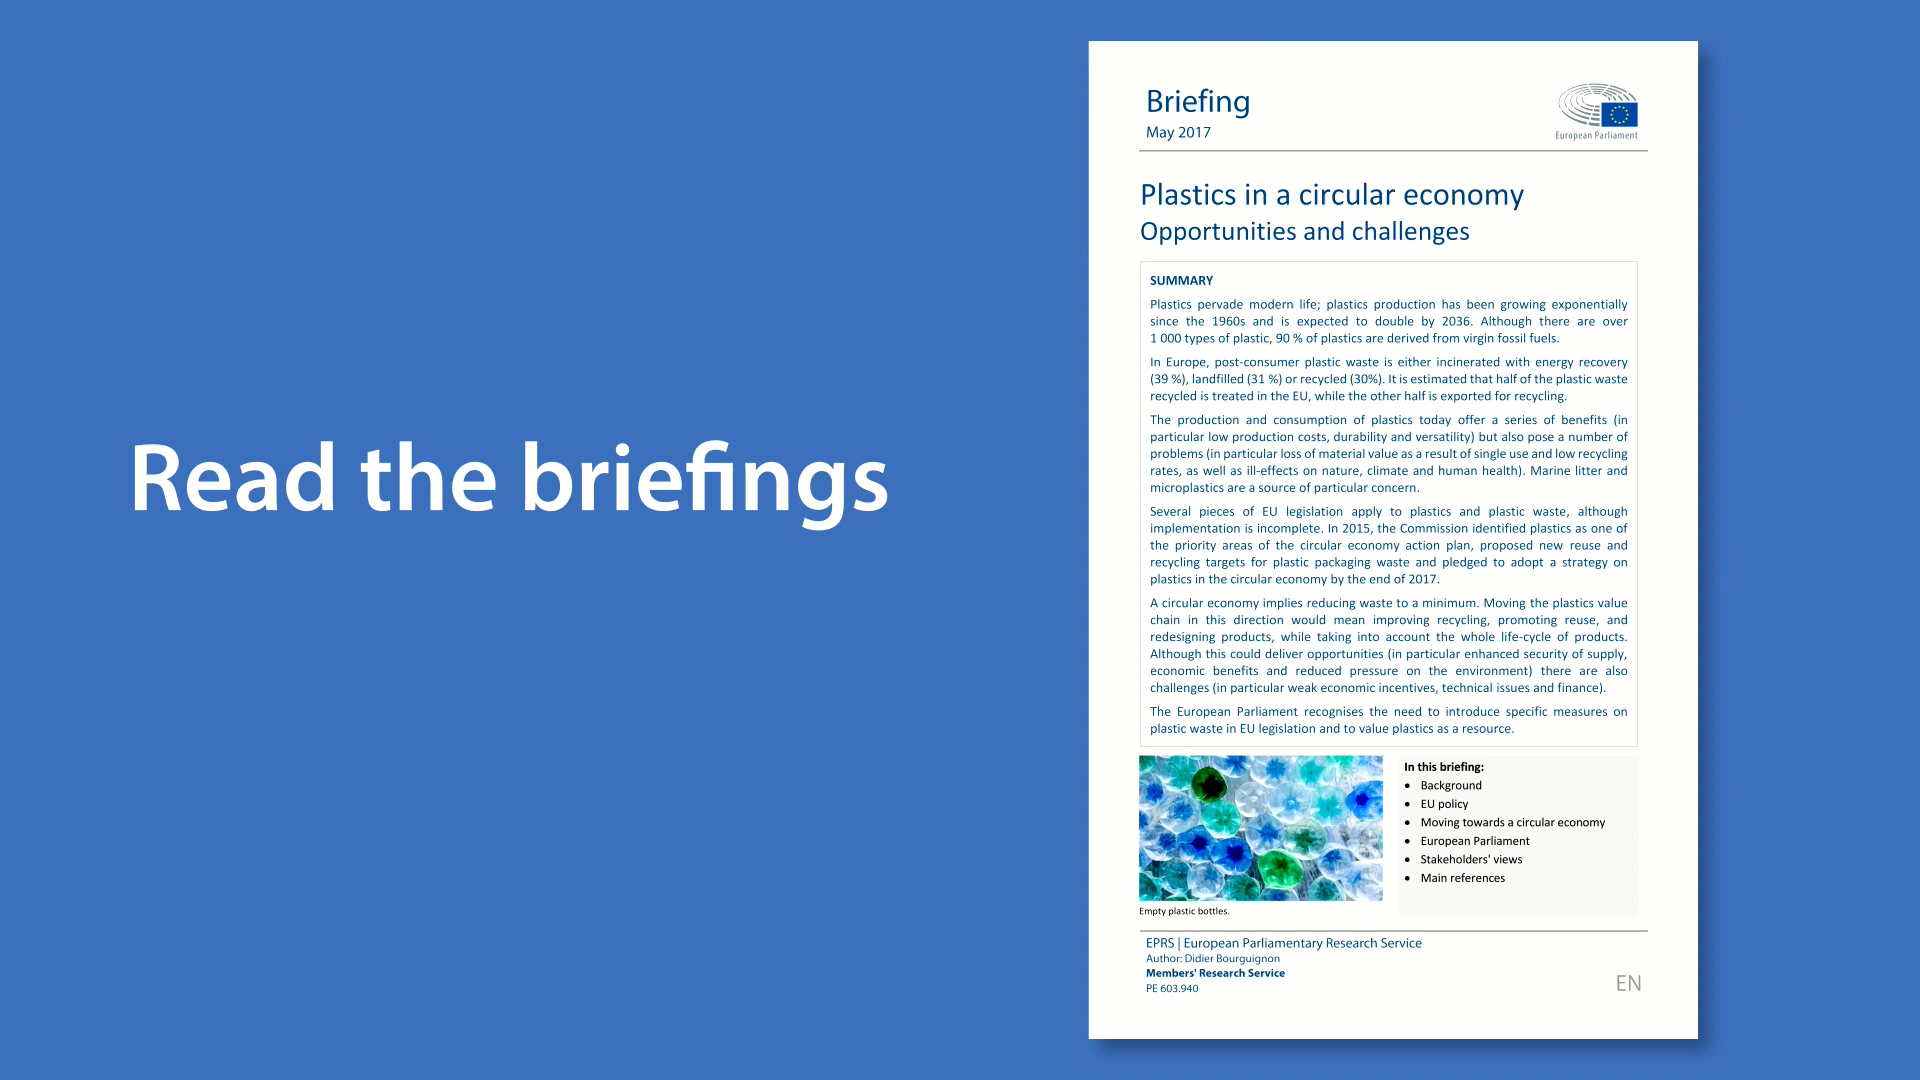 Read the briefings
Briefing
May 2017
European Parliament
Plastics in a circular economy
Opportunities and challenges
SUMMARY
Plastics pervade modern life; plastics production has been growing exponentially
since the 1960s and is expected to double by 2036. Although there are over
1 000 types of plastic, 90 % of plastics are derived from virgin fossil fuels.
In Europe, post-consumer plastic waste is either incinerated with energy recovery
(39 %), landfilled (31 %) or recycled (30%). It is estimated that half of the plastic waste
recycled is treated in the EU, while the other half is exported for recycling.
The production and consumption of plastics today offer a series of benefits (in
particular low production costs, durability and versatility) but also pose a number of
problems (in particular loss of material value as a result of single use and low recycling
rates, as well as ill-effects on nature, climate and human health). Marine litter and
microplastics are a source of particular concern.
Several pieces of EU legislation apply to plastics and plastic waste, although
implementation is incomplete. In 2015, the Commission identified plastics as one of
the priority areas of the circular economy action plan, proposed new reuse and
recycling targets for plastic packaging waste and pledged to adopt a strategy on
plastics in the circular economy by the end of 2017.
A circular economy implies reducing waste to a minimum. Moving the plastics value
chain in this direction would mean improving recycling, promoting reuse, and
redesigning products, while taking into account the whole life-cycle of products.
Although this could deliver opportunities (in particular enhanced security of supply,
economic benefits and reduced pressure on the environment) there are also
challenges (in particular weak economic incentives, technical issues and finance).
The European Parliament recognises the need to introduce specific measures on
plastic waste in EU legislation and to value plastics as a resource.
Empty plastic bottles.
In this briefing:
• Background
• EU policy
• Moving towards a circular economy
• European Parliament
• Stakeholders' views
• Main references
EPRS | European Parliamentary Research Service
Author: Didier Bourguignon
Members' Research Service
PE 603.940
EN